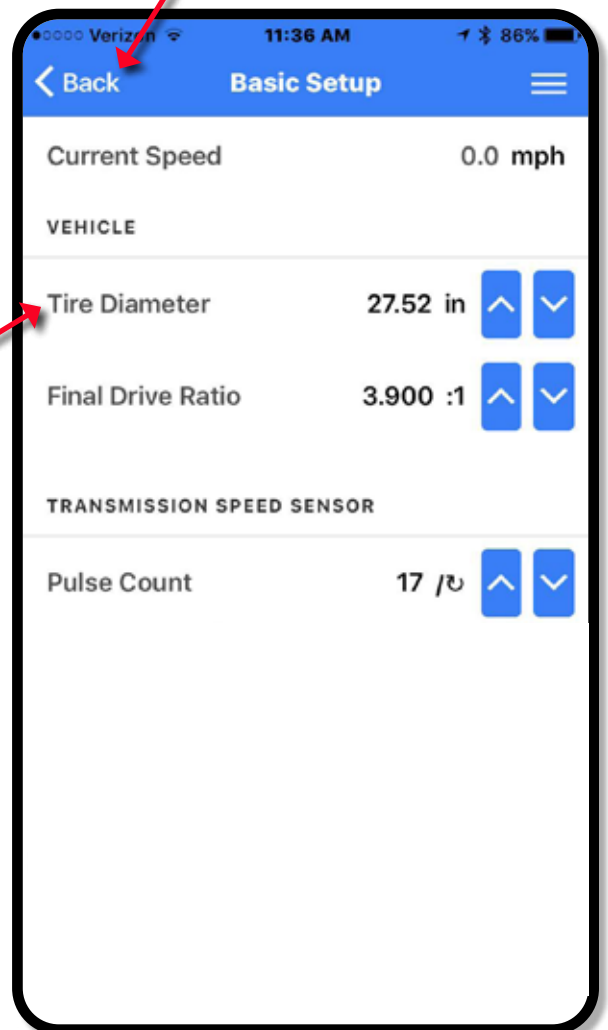 Verizon 11:36 AM 86%
Back Basic Setup
Current Speed 0.0 mph
VEHICLE
Tire Diameter 27.52 in
Final Drive Ratio 3.900 :1
TRANSMISSION SPEED SENSOR
Pulse Count 17 /↻